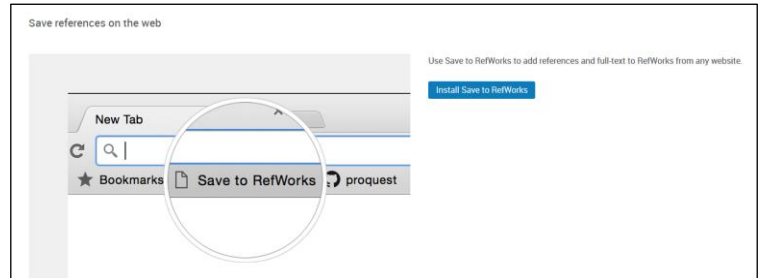 Save references on the web
Use Save to RefWorks to add references and full-text to RefWorks from any website.
Install Save to RefWorks
New Tab
Bookmarks Save to RefWorks proquest